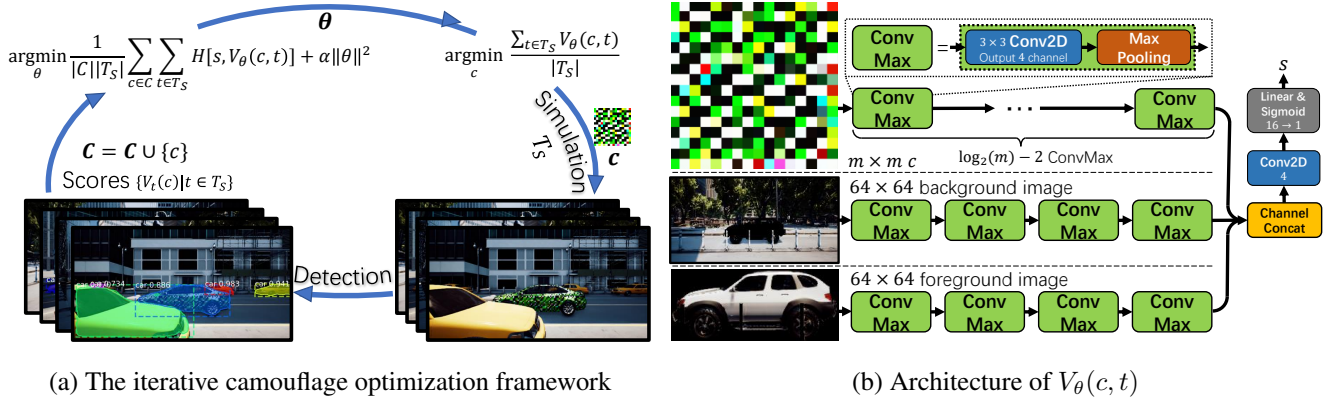 θ
argmin_θ 1/|C||T_S| ∑_{c∈C} ∑_{t∈T_S} H[s, V_θ(c, t)] + α‖θ‖²
argmin_c ∑_{t∈T_S} V_θ(c, t) / |T_S|
Simulation
T_S
c
C = C ∪ {c}
Scores {V_t(c)|t ∈ T_S}
Detection
car 0.886
car 0.983
car 0.941
(a) The iterative camouflage optimization framework
Conv
Max
=
3 × 3 Conv2D
Output 4 channel
Max
Pooling
Conv
Max
...
Conv
Max
log₂(m) − 2 ConvMax
m × m c
64 × 64 background image
Conv
Max
Conv
Max
Conv
Max
Conv
Max
64 × 64 foreground image
Conv
Max
Conv
Max
Conv
Max
Conv
Max
s
Linear &
Sigmoid
16 → 1
Conv2D
4
Channel
Concat
(b) Architecture of V_θ(c, t)